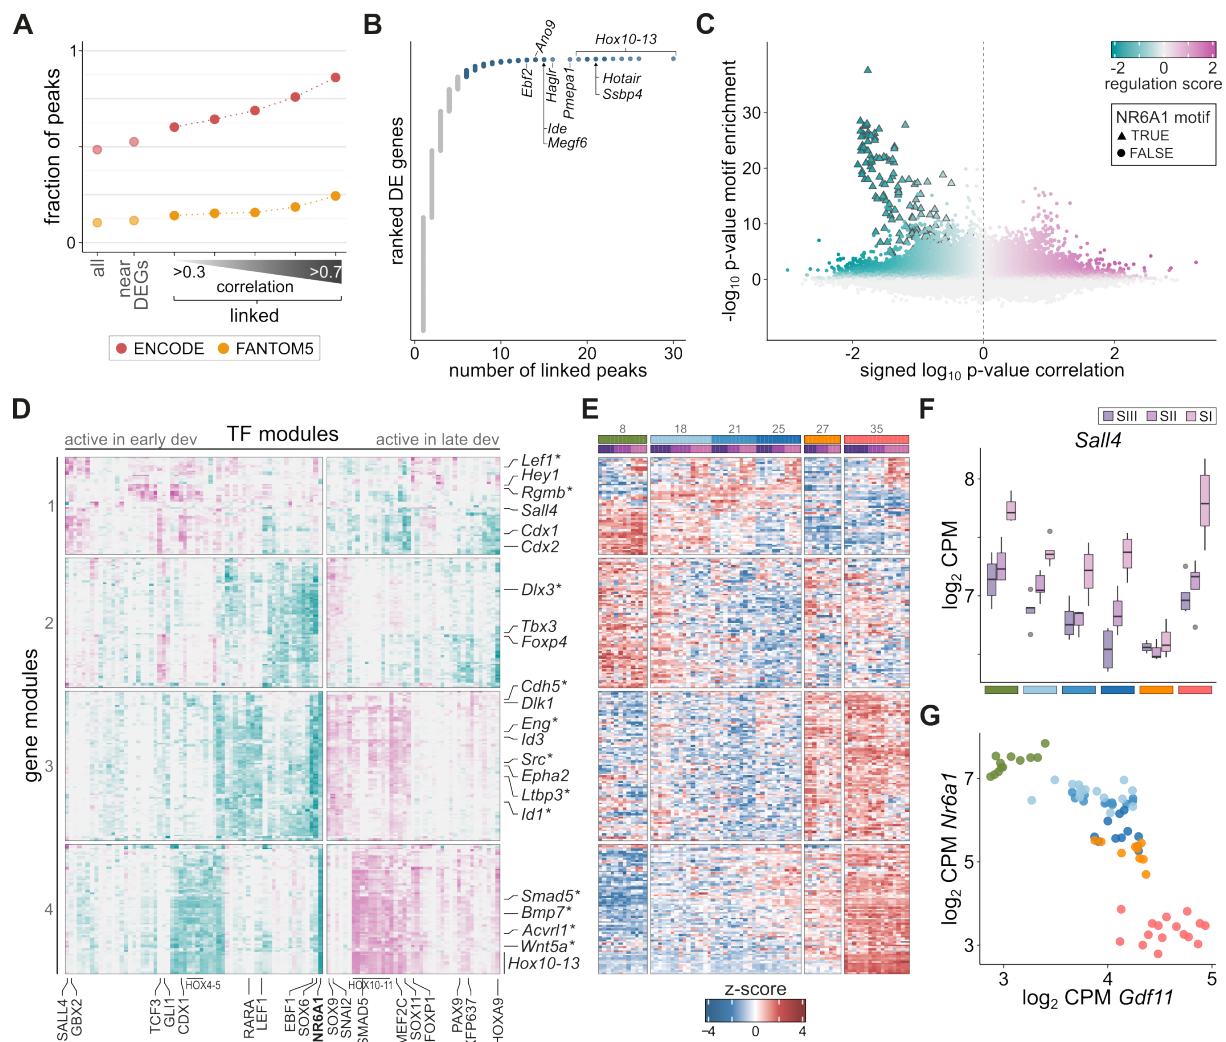 A
1
fraction of peaks
0
all
near
DEGs
>0.3
>0.7
correlation
linked
ENCODE
FANTOM5
B
ranked DE genes
Ano9
Ebf2
Haglr
Pmepa1
Hox10-13
Hotair
Ssbp4
Ide
Megf6
0
10
20
30
number of linked peaks
C
-log10 p-value motif enrichment
30
20
10
0
-2
0
2
signed log10 p-value correlation
-2 0 2
regulation score
NR6A1 motif
TRUE
FALSE
D
active in early dev
TF modules
active in late dev
gene modules
1
2
3
4
Lef1*
Hey1
Rgmb*
Sall4
Cdx1
Cdx2
Dlx3*
Tbx3
Foxp4
Cdh5*
Dlk1
Eng*
Id3
Src*
Epha2
Ltbp3*
Id1*
Smad5*
Bmp7*
Acvrl1*
Wnt5a*
Hox10-13
SALL4
GBX2
TCF3
GLI1
CDX1
HOX4-5
RARA
LEF1
EBF1
SOX6
NR6A1
SOX9
SNAI2
SMAD5
HOX10-11
MEF2C
SOX11
FOXP1
PAX9
ZFP637
HOXA9
E
8 18 21 25 27 35
z-score
-4 -2 0 2 4
F
SIII SII SI
Sall4
log2 CPM
8
7
G
log2 CPM Nr6a1
7
5
3
3
4
5
log2 CPM Gdf11